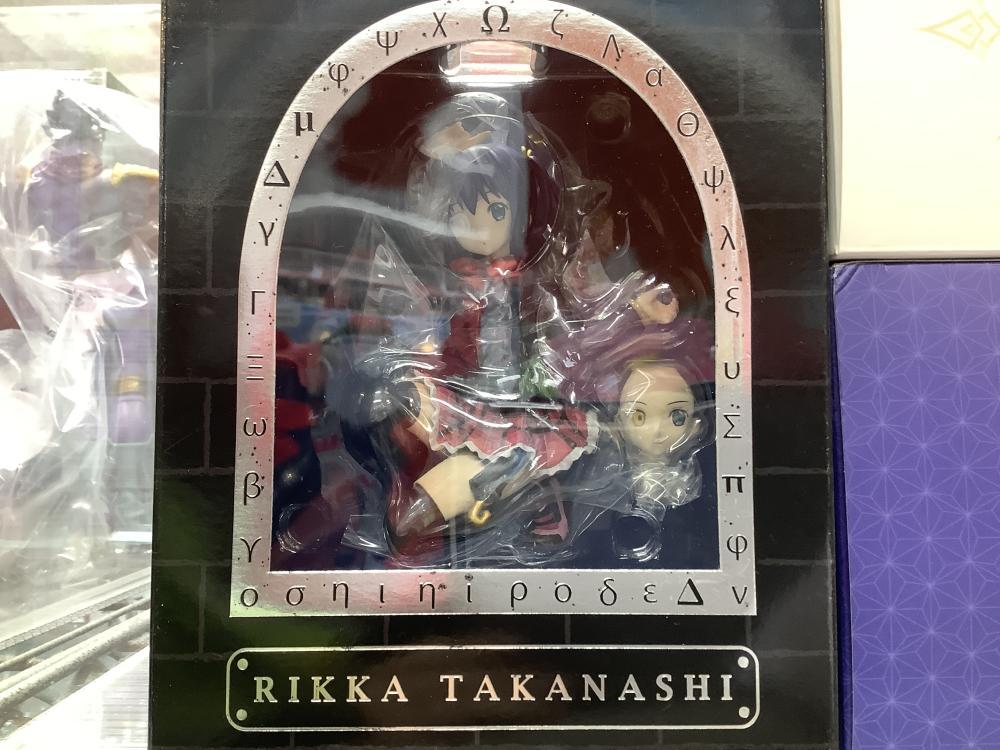 ο γ β ω Ξ Γ γ Δ μ φ ψ χ Ω ζ Λ α Θ ψ λ ξ υ Σ π φ ν
σ η ι η i ρ ο δ ε Δ
RIKKA TAKANASHI